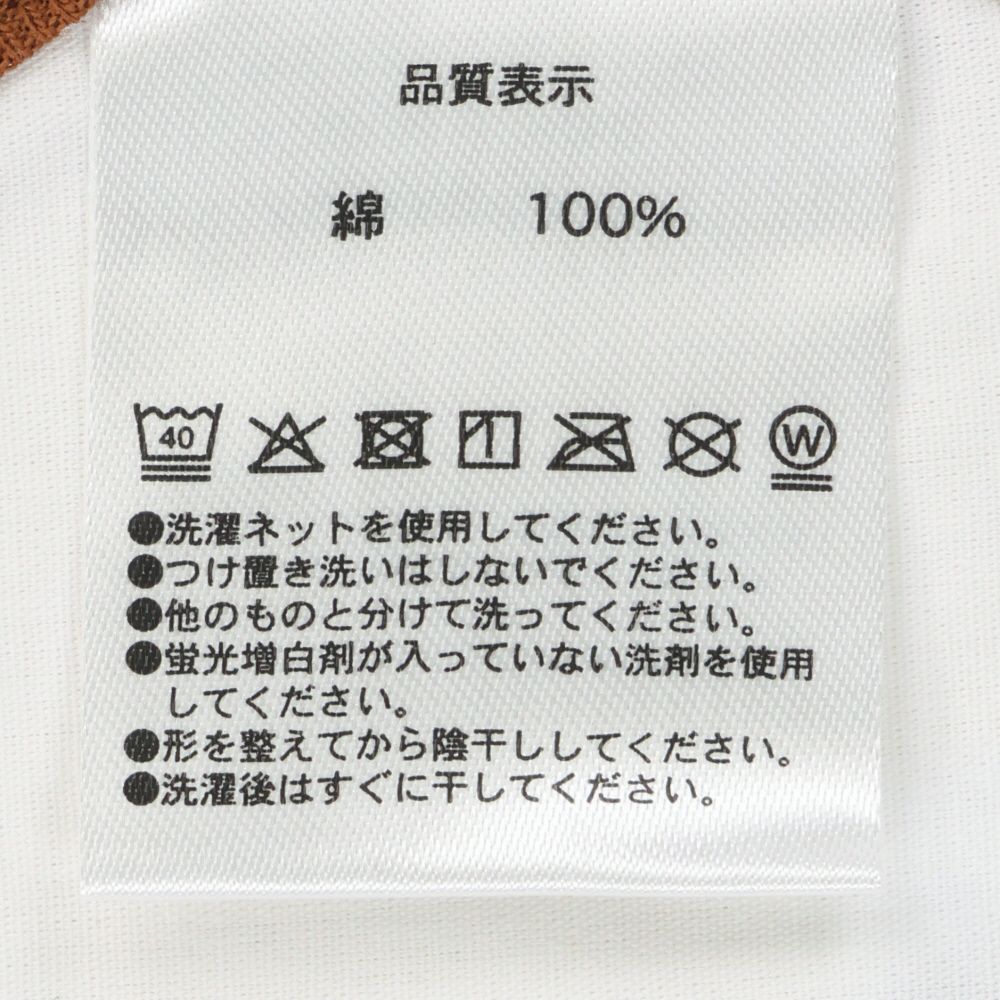 品質表示
綿 100%
40 W
●洗濯ネットを使用してください。
●つけ置き洗いはしないでください。
●他のものと分けて洗ってください。
●蛍光増白剤が入っていない洗剤を使用
してください。
●形を整えてから陰干ししてください。
●洗濯後はすぐに干してください。